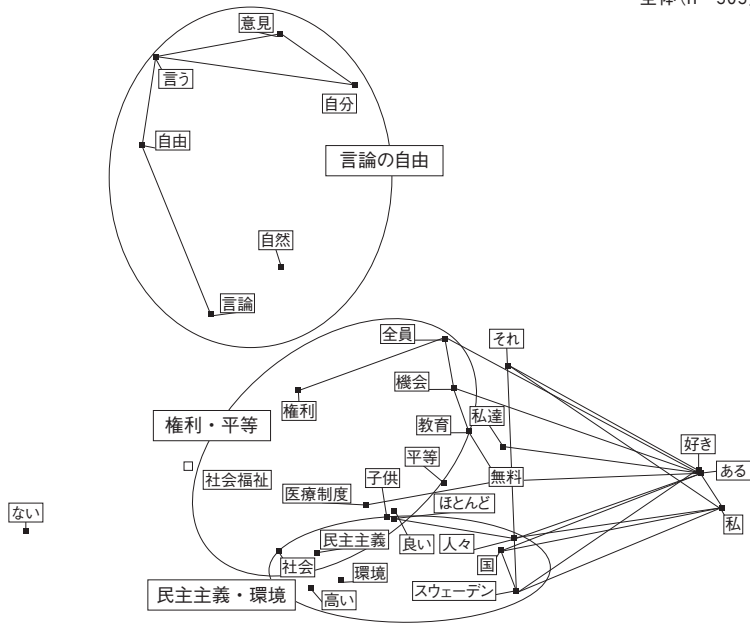 意見
言う
自分
自由
言論の自由
自然
言論
全員
それ
機会
権利
私達
教育
権利・平等
好き
平等
ある
子供
無料
社会福祉
医療制度
ほとんど
ない
私
民主主義
良い
人々
社会
国
環境
スウェーデン
民主主義・環境
高い